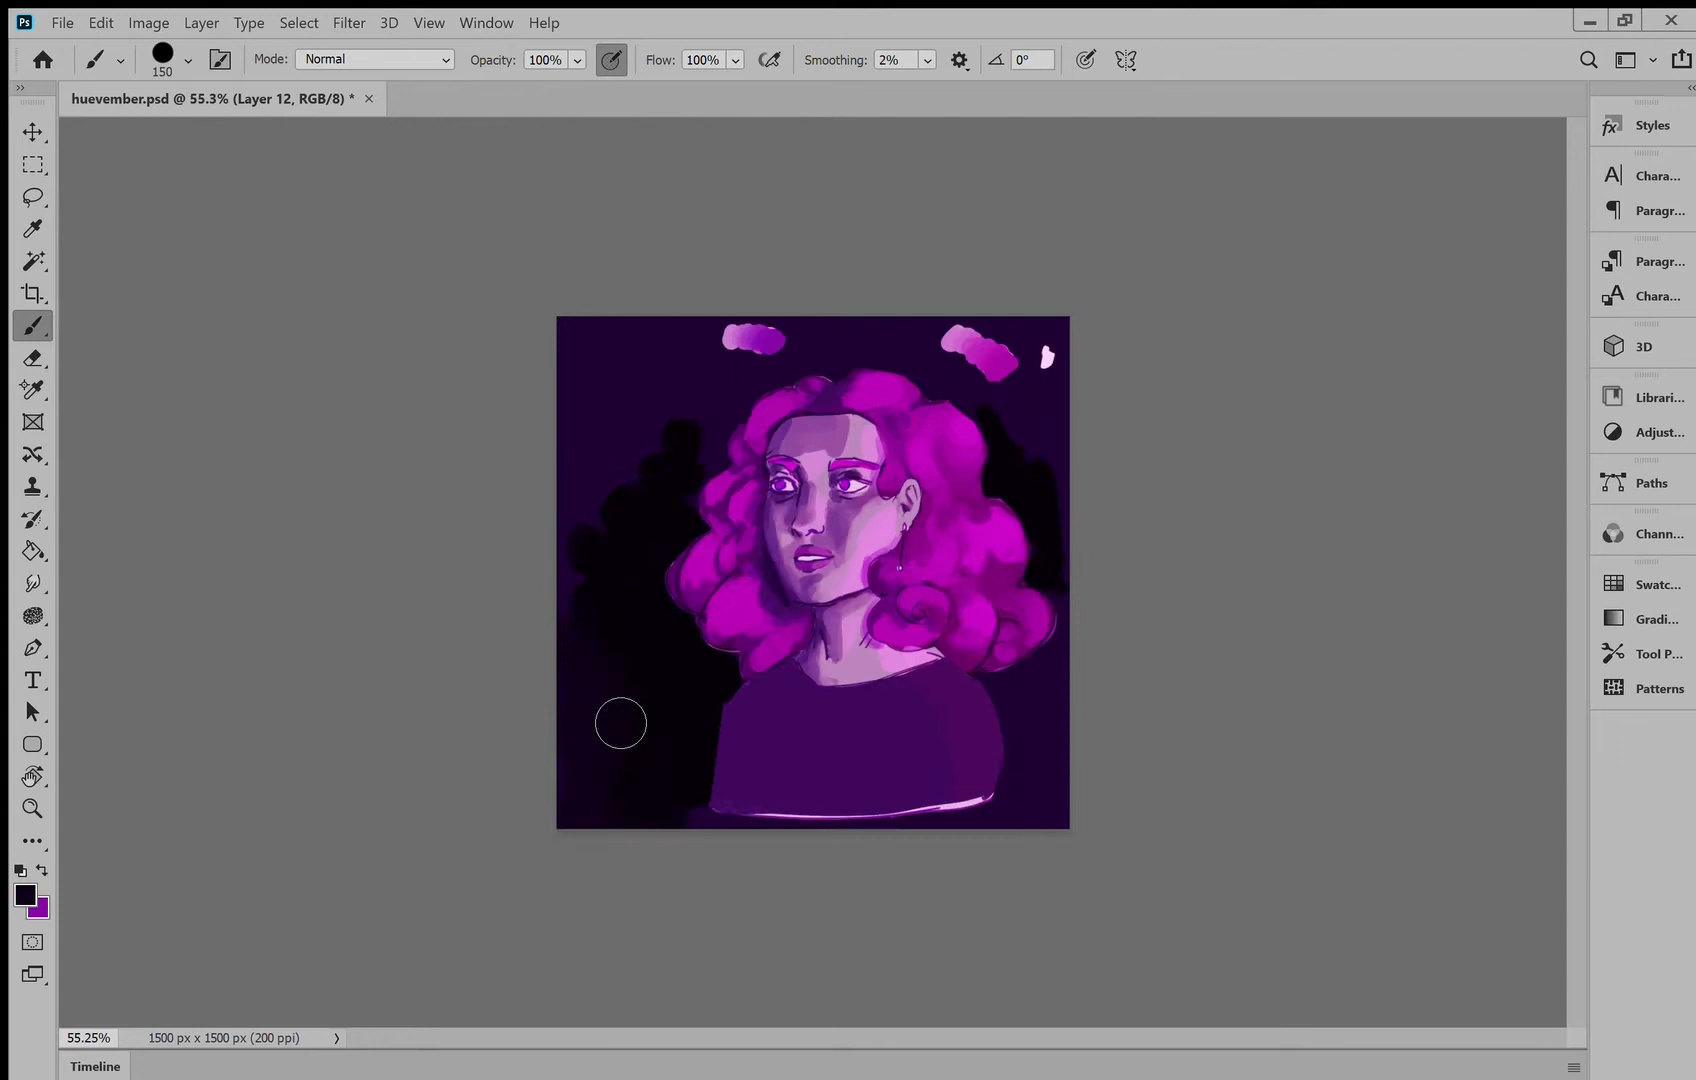 Ps File Edit Image Layer Type Select Filter 3D View Window Help
150 Mode: Normal Opacity: 100% Flow: 100% Smoothing: 2% 0°
huevember.psd @ 55.3% (Layer 12, RGB/8) *
Styles
Chara...
Paragr...
Paragr...
Chara...
3D
Librari...
Adjust...
Paths
Chann...
Swatc...
Gradi...
Tool P...
Patterns
55.25% 1500 px x 1500 px (200 ppi)
Timeline